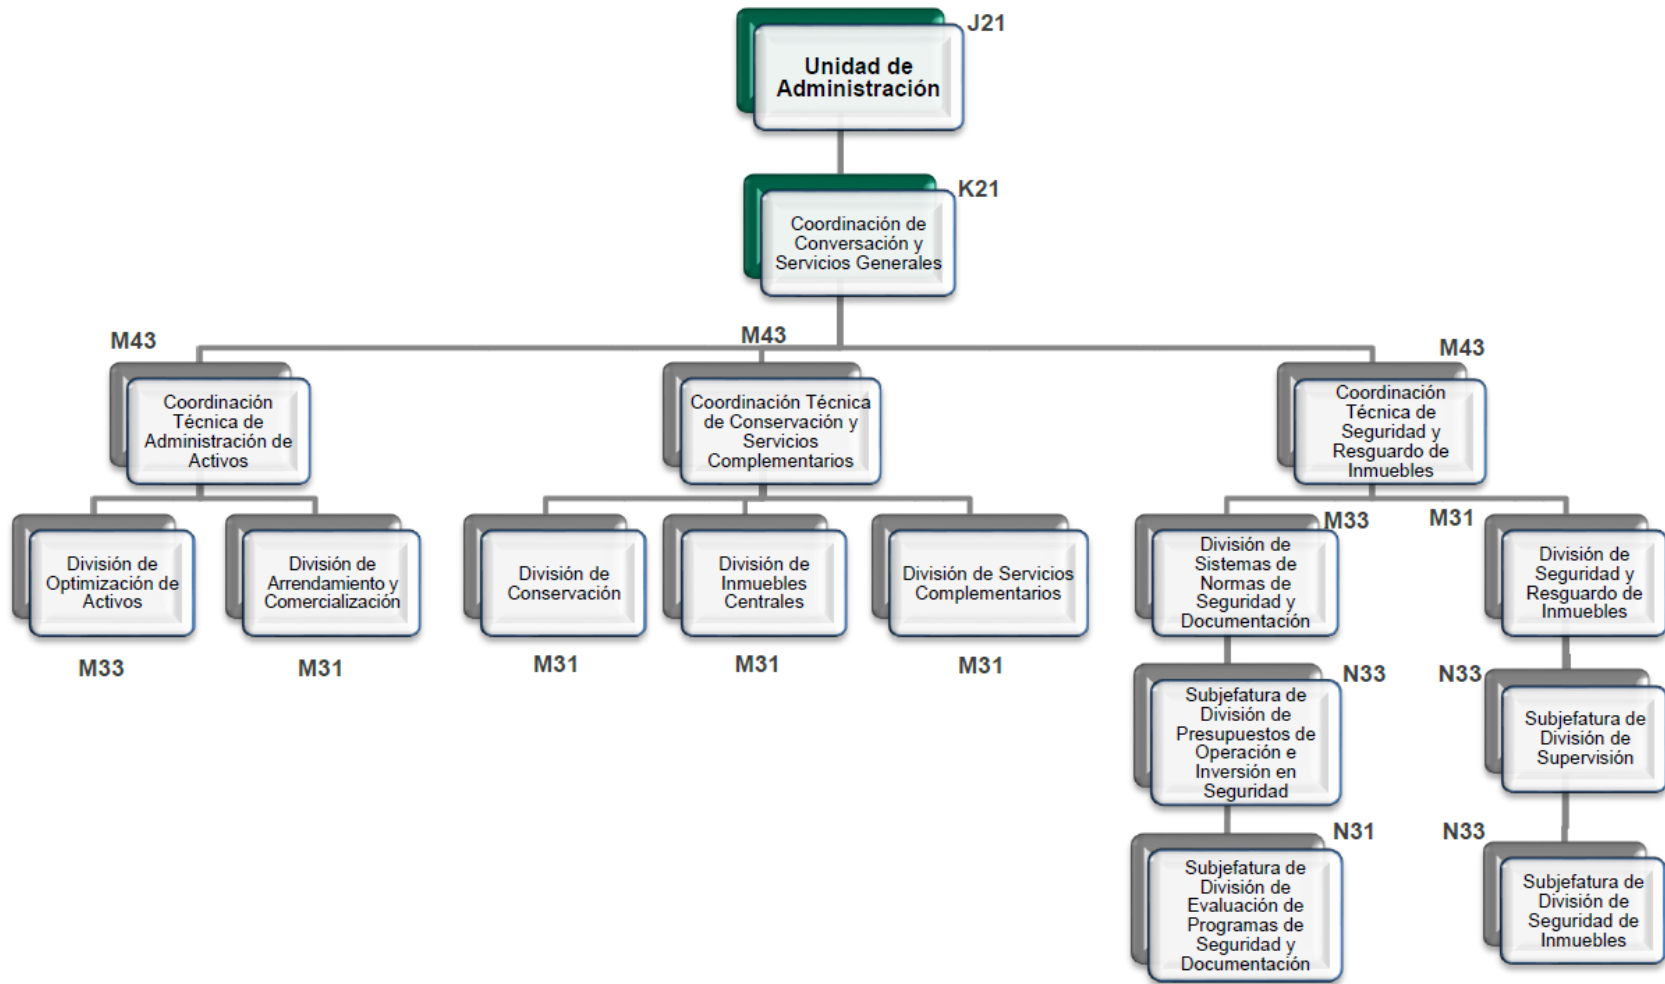 J21
Unidad de
Administración
K21
Coordinación de
Conversación y
Servicios Generales
M43
M43
M43
Coordinación
Técnica de
Administración de
Activos
Coordinación Técnica
de Conservación y
Servicios
Complementarios
Coordinación
Técnica de
Seguridad y
Resguardo de
Inmuebles
División de
Optimización de
Activos
M33
División de
Arrendamiento y
Comercialización
M31
División de
Conservación
M31
División de
Inmuebles
Centrales
M31
División de Servicios
Complementarios
M31
M33
División de
Sistemas de
Normas de
Seguridad y
Documentación
M31
División de
Seguridad y
Resguardo de
Inmuebles
N33
Subjefatura de
División de
Presupuestos de
Operación e
Inversión en
Seguridad
N33
Subjefatura de
División de
Supervisión
N31
Subjefatura de
División de
Evaluación de
Programas de
Seguridad y
Documentación
N33
Subjefatura de
División de
Seguridad de
Inmuebles